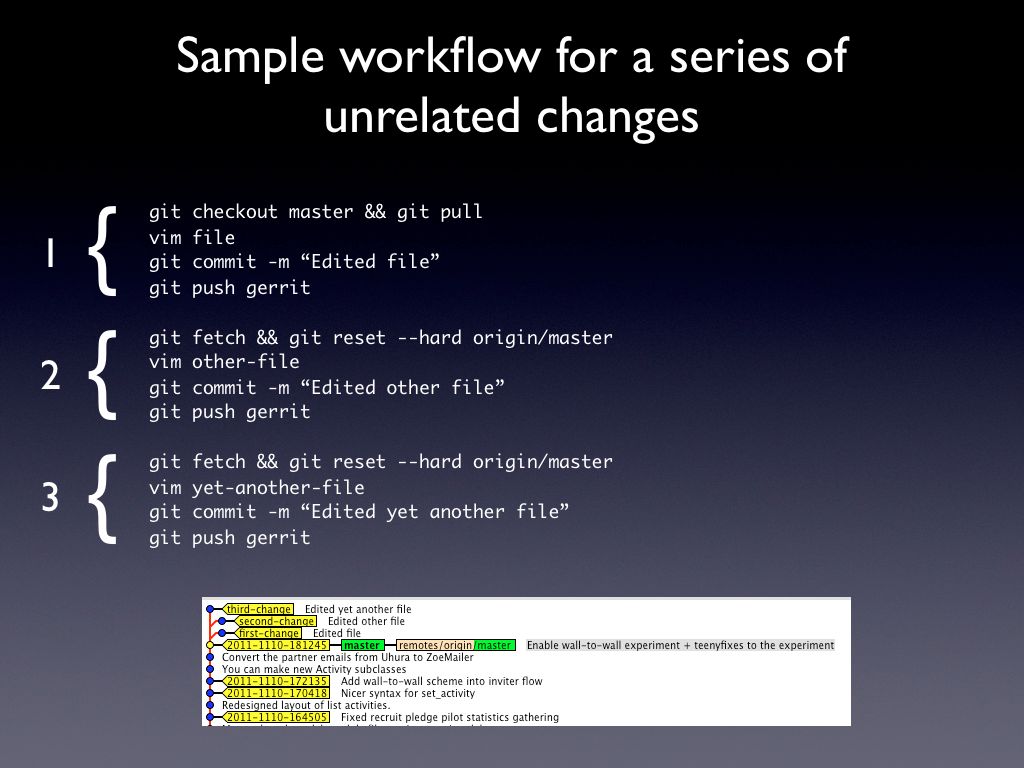 Sample workflow for a series of
unrelated changes
1 {
git checkout master && git pull
vim file
git commit -m “Edited file”
git push gerrit
2 {
git fetch && git reset --hard origin/master
vim other-file
git commit -m “Edited other file”
git push gerrit
3 {
git fetch && git reset --hard origin/master
vim yet-another-file
git commit -m “Edited yet another file”
git push gerrit
third-change Edited yet another file
second-change Edited other file
first-change Edited file
2011-1110-181245 master remotes/origin/master Enable wall-to-wall experiment + teenyfixes to the experiment
Convert the partner emails from Uhura to ZoeMailer
You can make new Activity subclasses
2011-1110-172135 Add wall-to-wall scheme into inviter flow
2011-1110-170418 Nicer syntax for set_activity
Redesigned layout of list activities.
2011-1110-164505 Fixed recruit pledge pilot statistics gathering